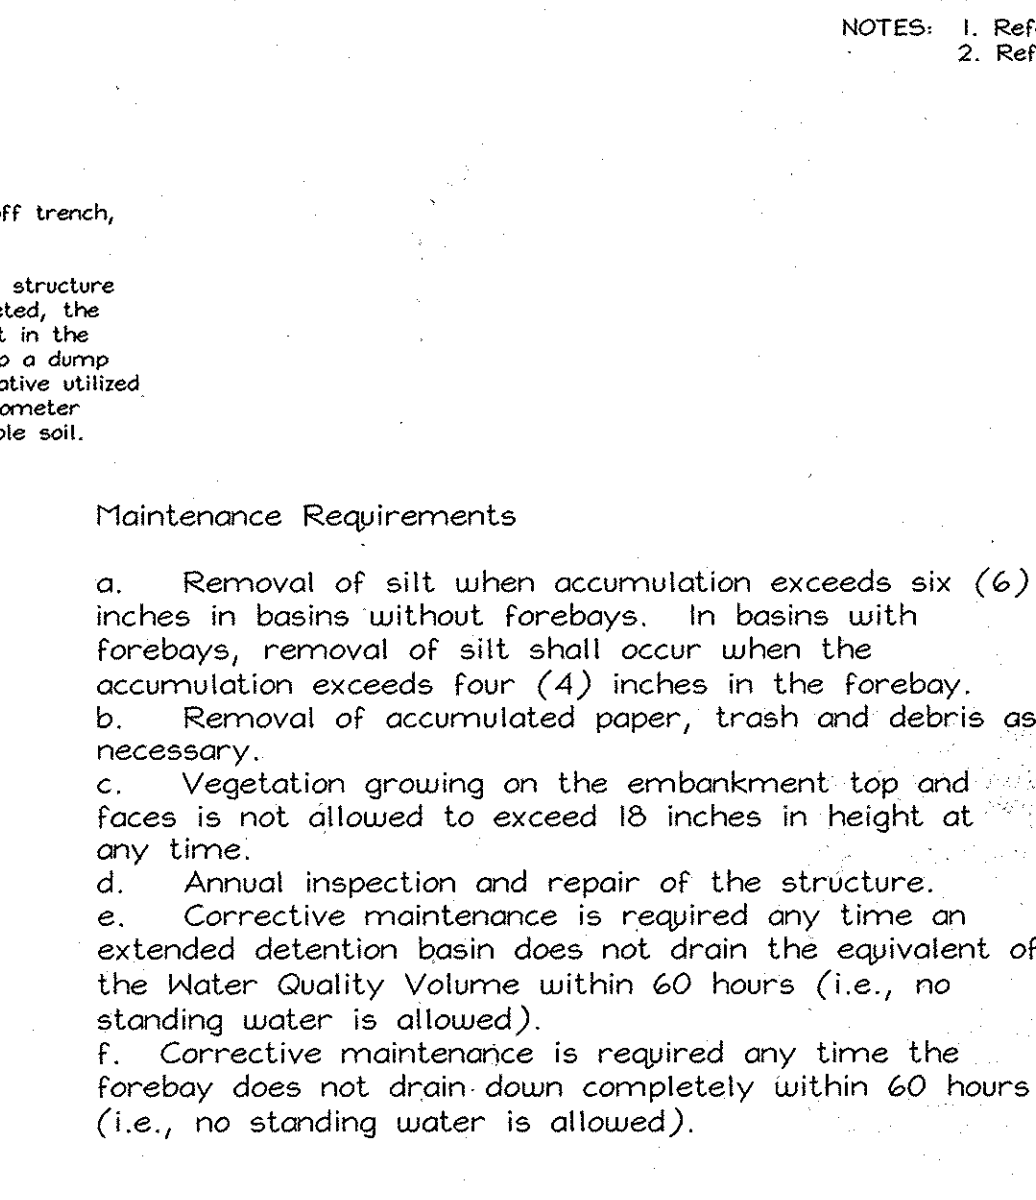 NOTES: 1. Ref
2. Ref
off trench,
structure
the
in the
a dump
utilized
soil.
Maintenance Requirements
a. Removal of silt when accumulation exceeds six (6)
inches in basins without forebays. In basins with
forebays, removal of silt shall occur when the
accumulation exceeds four (4) inches in the forebay.
b. Removal of accumulated paper, trash and debris as
necessary.
c. Vegetation growing on the embankment top and
faces is not allowed to exceed 18 inches in height at
any time.
d. Annual inspection and repair of the structure.
e. Corrective maintenance is required any time an
extended detention basin does not drain the equivalent of
the Water Quality Volume within 60 hours (i.e., no
standing water is allowed).
f. Corrective maintenance is required any time the
forebay does not drain down completely within 60 hours
(i.e., no standing water is allowed).